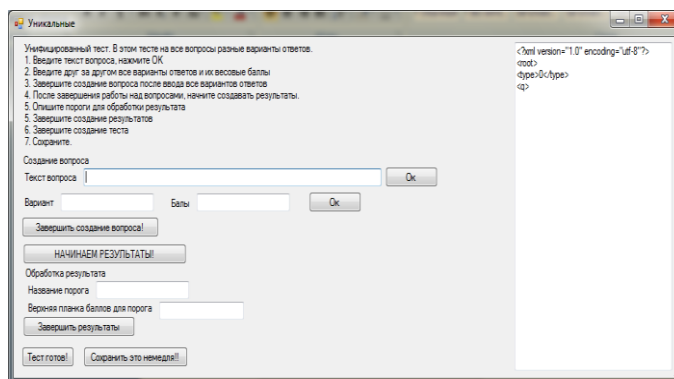 Уникальные
Унифицированный тест. В этом тесте на все вопросы разные варианты ответов.
1. Введите текст вопроса, нажмите ОК
2. Введите друг за другом все варианты ответов и их весовые баллы
3. Завершите создание вопроса после ввода все вариантов ответов
4. После завершения работы над вопросами, начните создавать результаты.
5. Опишите пороги для обработки результата
5. Завершите создание результатов
6. Завершите создание теста
7. Сохраните.
Создание вопроса
Текст вопроса Ок
Вариант Балы Ок
Завершить создание вопроса!
НАЧИНАЕМ РЕЗУЛЬТАТЫ!
Обработка результата
Название порога
Верхняя планка баллов для порога
Завершить результаты
Тест готов! Сохранить это немедля!!
<?xml version="1.0" encoding="utf-8"?>
<root>
<type>0</type>
<q>